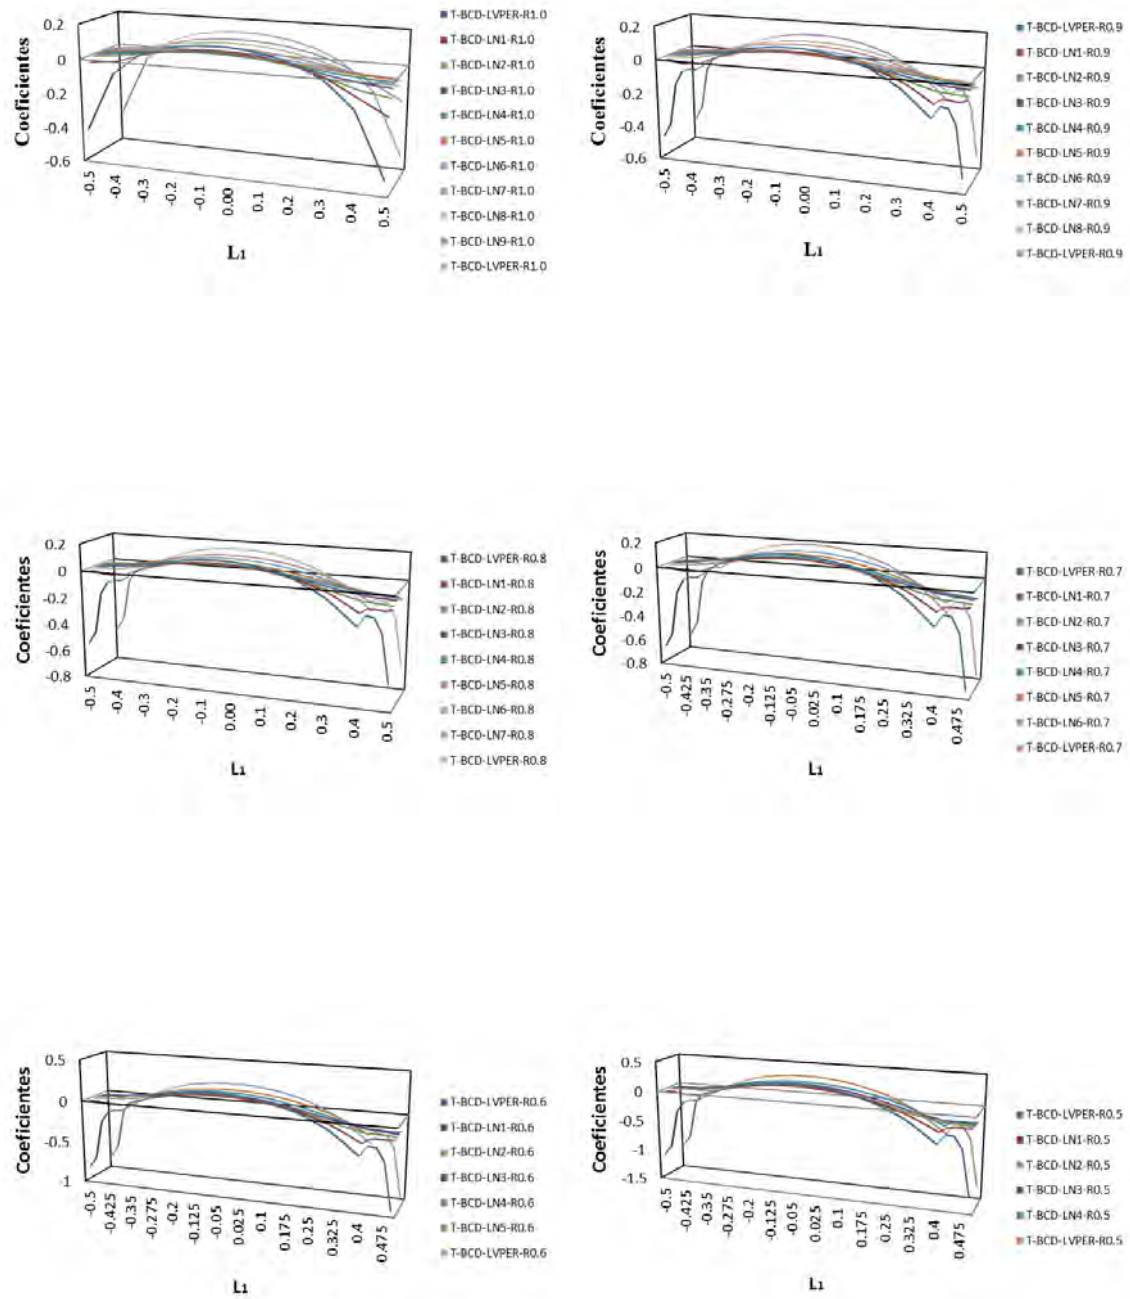 0.2
0
-0.2
-0.4
-0.6
Coeficientes
-0.5
-0.4
-0.3
-0.2
-0.1
0.00
0.1
0.2
0.3
0.4
0.5
L1
T-BCD-LVPER-R1.0
T-BCD-LN1-R1.0
T-BCD-LN2-R1.0
T-BCD-LN3-R1.0
T-BCD-LN4-R1.0
T-BCD-LN5-R1.0
T-BCD-LN6-R1.0
T-BCD-LN7-R1.0
T-BCD-LN8-R1.0
T-BCD-LN9-R1.0
T-BCD-LVPER-R1.0
0.2
0
-0.2
-0.4
-0.6
Coeficientes
-0.5
-0.4
-0.3
-0.2
-0.1
0.00
0.1
0.2
0.3
0.4
0.5
L1
T-BCD-LVPER-R0.9
T-BCD-LN1-R0.9
T-BCD-LN2-R0.9
T-BCD-LN3-R0.9
T-BCD-LN4-R0.9
T-BCD-LN5-R0.9
T-BCD-LN6-R0.9
T-BCD-LN7-R0.9
T-BCD-LN8-R0.9
T-BCD-LVPER-R0.9
0.2
0
-0.2
-0.4
-0.6
-0.8
Coeficientes
-0.5
-0.4
-0.3
-0.2
-0.1
0.00
0.1
0.2
0.3
0.4
0.5
L1
T-BCD-LVPER-R0.8
T-BCD-LN1-R0.8
T-BCD-LN2-R0.8
T-BCD-LN3-R0.8
T-BCD-LN4-R0.8
T-BCD-LN5-R0.8
T-BCD-LN6-R0.8
T-BCD-LN7-R0.8
T-BCD-LVPER-R0.8
0.2
0
-0.2
-0.4
-0.6
-0.8
Coeficientes
-0.5
-0.425
-0.35
-0.275
-0.2
-0.125
-0.05
0.025
0.1
0.175
0.25
0.325
0.4
0.475
L1
T-BCD-LVPER-R0.7
T-BCD-LN1-R0.7
T-BCD-LN2-R0.7
T-BCD-LN3-R0.7
T-BCD-LN4-R0.7
T-BCD-LN5-R0.7
T-BCD-LN6-R0.7
T-BCD-LVPER-R0.7
0.5
0
-0.5
-1
Coeficientes
-0.5
-0.425
-0.35
-0.275
-0.2
-0.125
-0.05
0.025
0.1
0.175
0.25
0.325
0.4
0.475
L1
T-BCD-LVPER-R0.6
T-BCD-LN1-R0.6
T-BCD-LN2-R0.6
T-BCD-LN3-R0.6
T-BCD-LN4-R0.6
T-BCD-LN5-R0.6
T-BCD-LVPER-R0.6
0.5
0
-0.5
-1
-1.5
Coeficientes
-0.5
-0.425
-0.35
-0.275
-0.2
-0.125
-0.05
0.025
0.1
0.175
0.25
0.325
0.4
0.475
L1
T-BCD-LVPER-R0.5
T-BCD-LN1-R0.5
T-BCD-LN2-R0.5
T-BCD-LN3-R0.5
T-BCD-LN4-R0.5
T-BCD-LVPER-R0.5